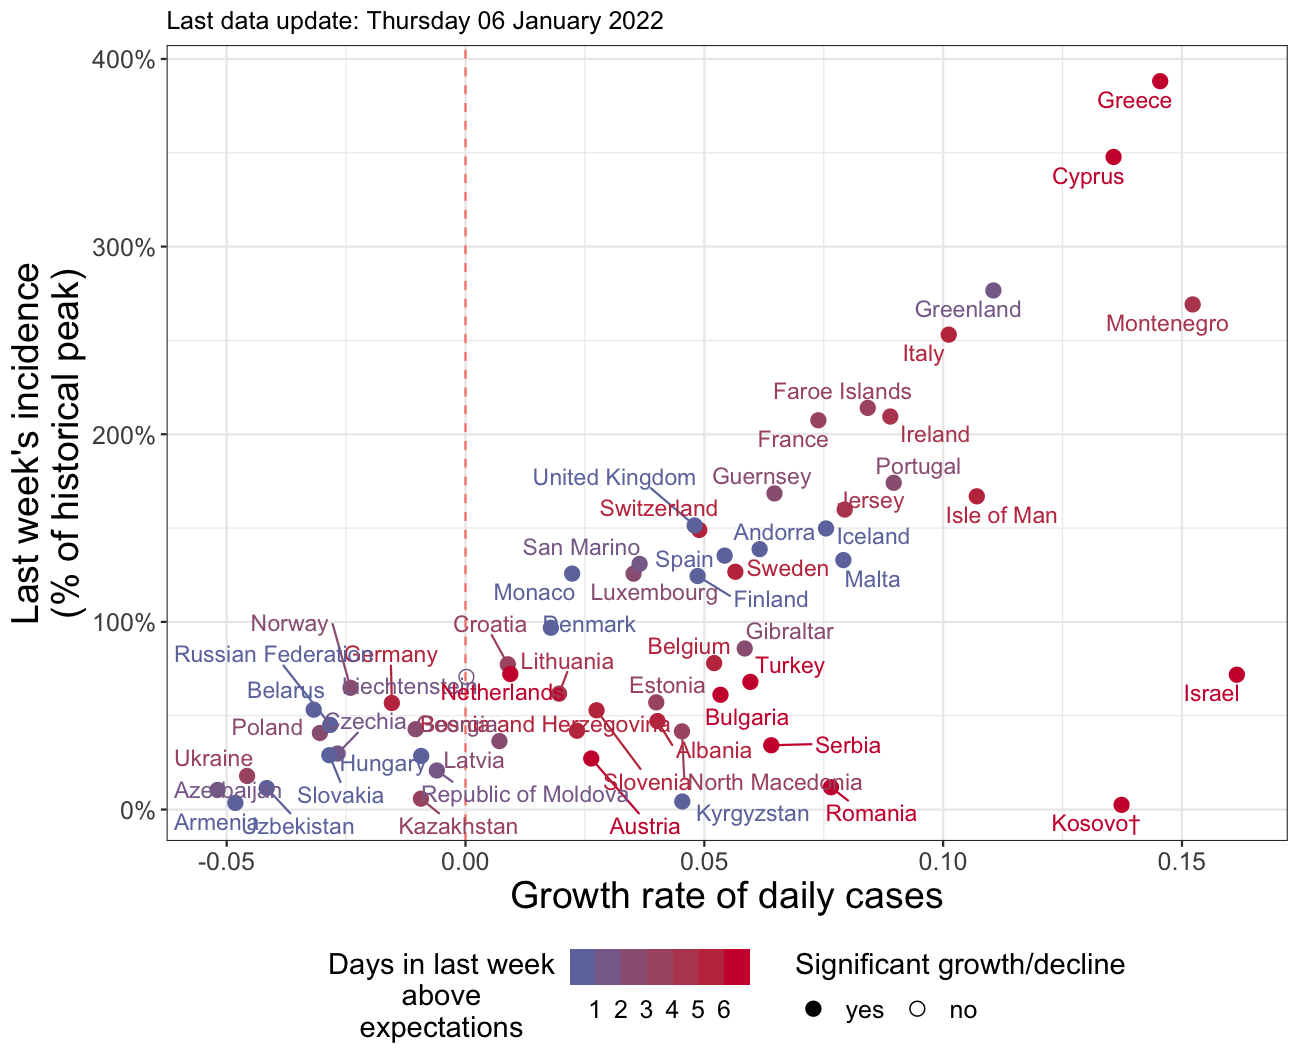 Last data update: Thursday 06 January 2022
400%
Greece
Cyprus
300%
Greenland
Montenegro
Italy
Faroe Islands
200%
France
Ireland
Portugal
United Kingdom
Guernsey
Switzerland
Jersey
Isle of Man
Andorra
Iceland
San Marino
Spain
Sweden
Malta
Monaco
Luxembourg
Finland
100%
Norway
Croatia
Denmark
Gibraltar
Russian Federation
Germany
Lithuania
Belgium
Turkey
Belarus
Liechtenstein
Netherlands
Estonia
Israel
Poland
Czechia
Georgia
Bosnia and Herzegovina
Bulgaria
Ukraine
Hungary
Latvia
Albania
Serbia
Azerbaijan
Slovakia
Republic of Moldova
Slovenia
North Macedonia
0%
Armenia
Uzbekistan
Kazakhstan
Austria
Kyrgyzstan
Romania
Kosovo†
Last week's incidence
(% of historical peak)
-0.05 0.00 0.05 0.10 0.15
Growth rate of daily cases
Days in last week
above
expectations
1 2 3 4 5 6
Significant growth/decline
yes no